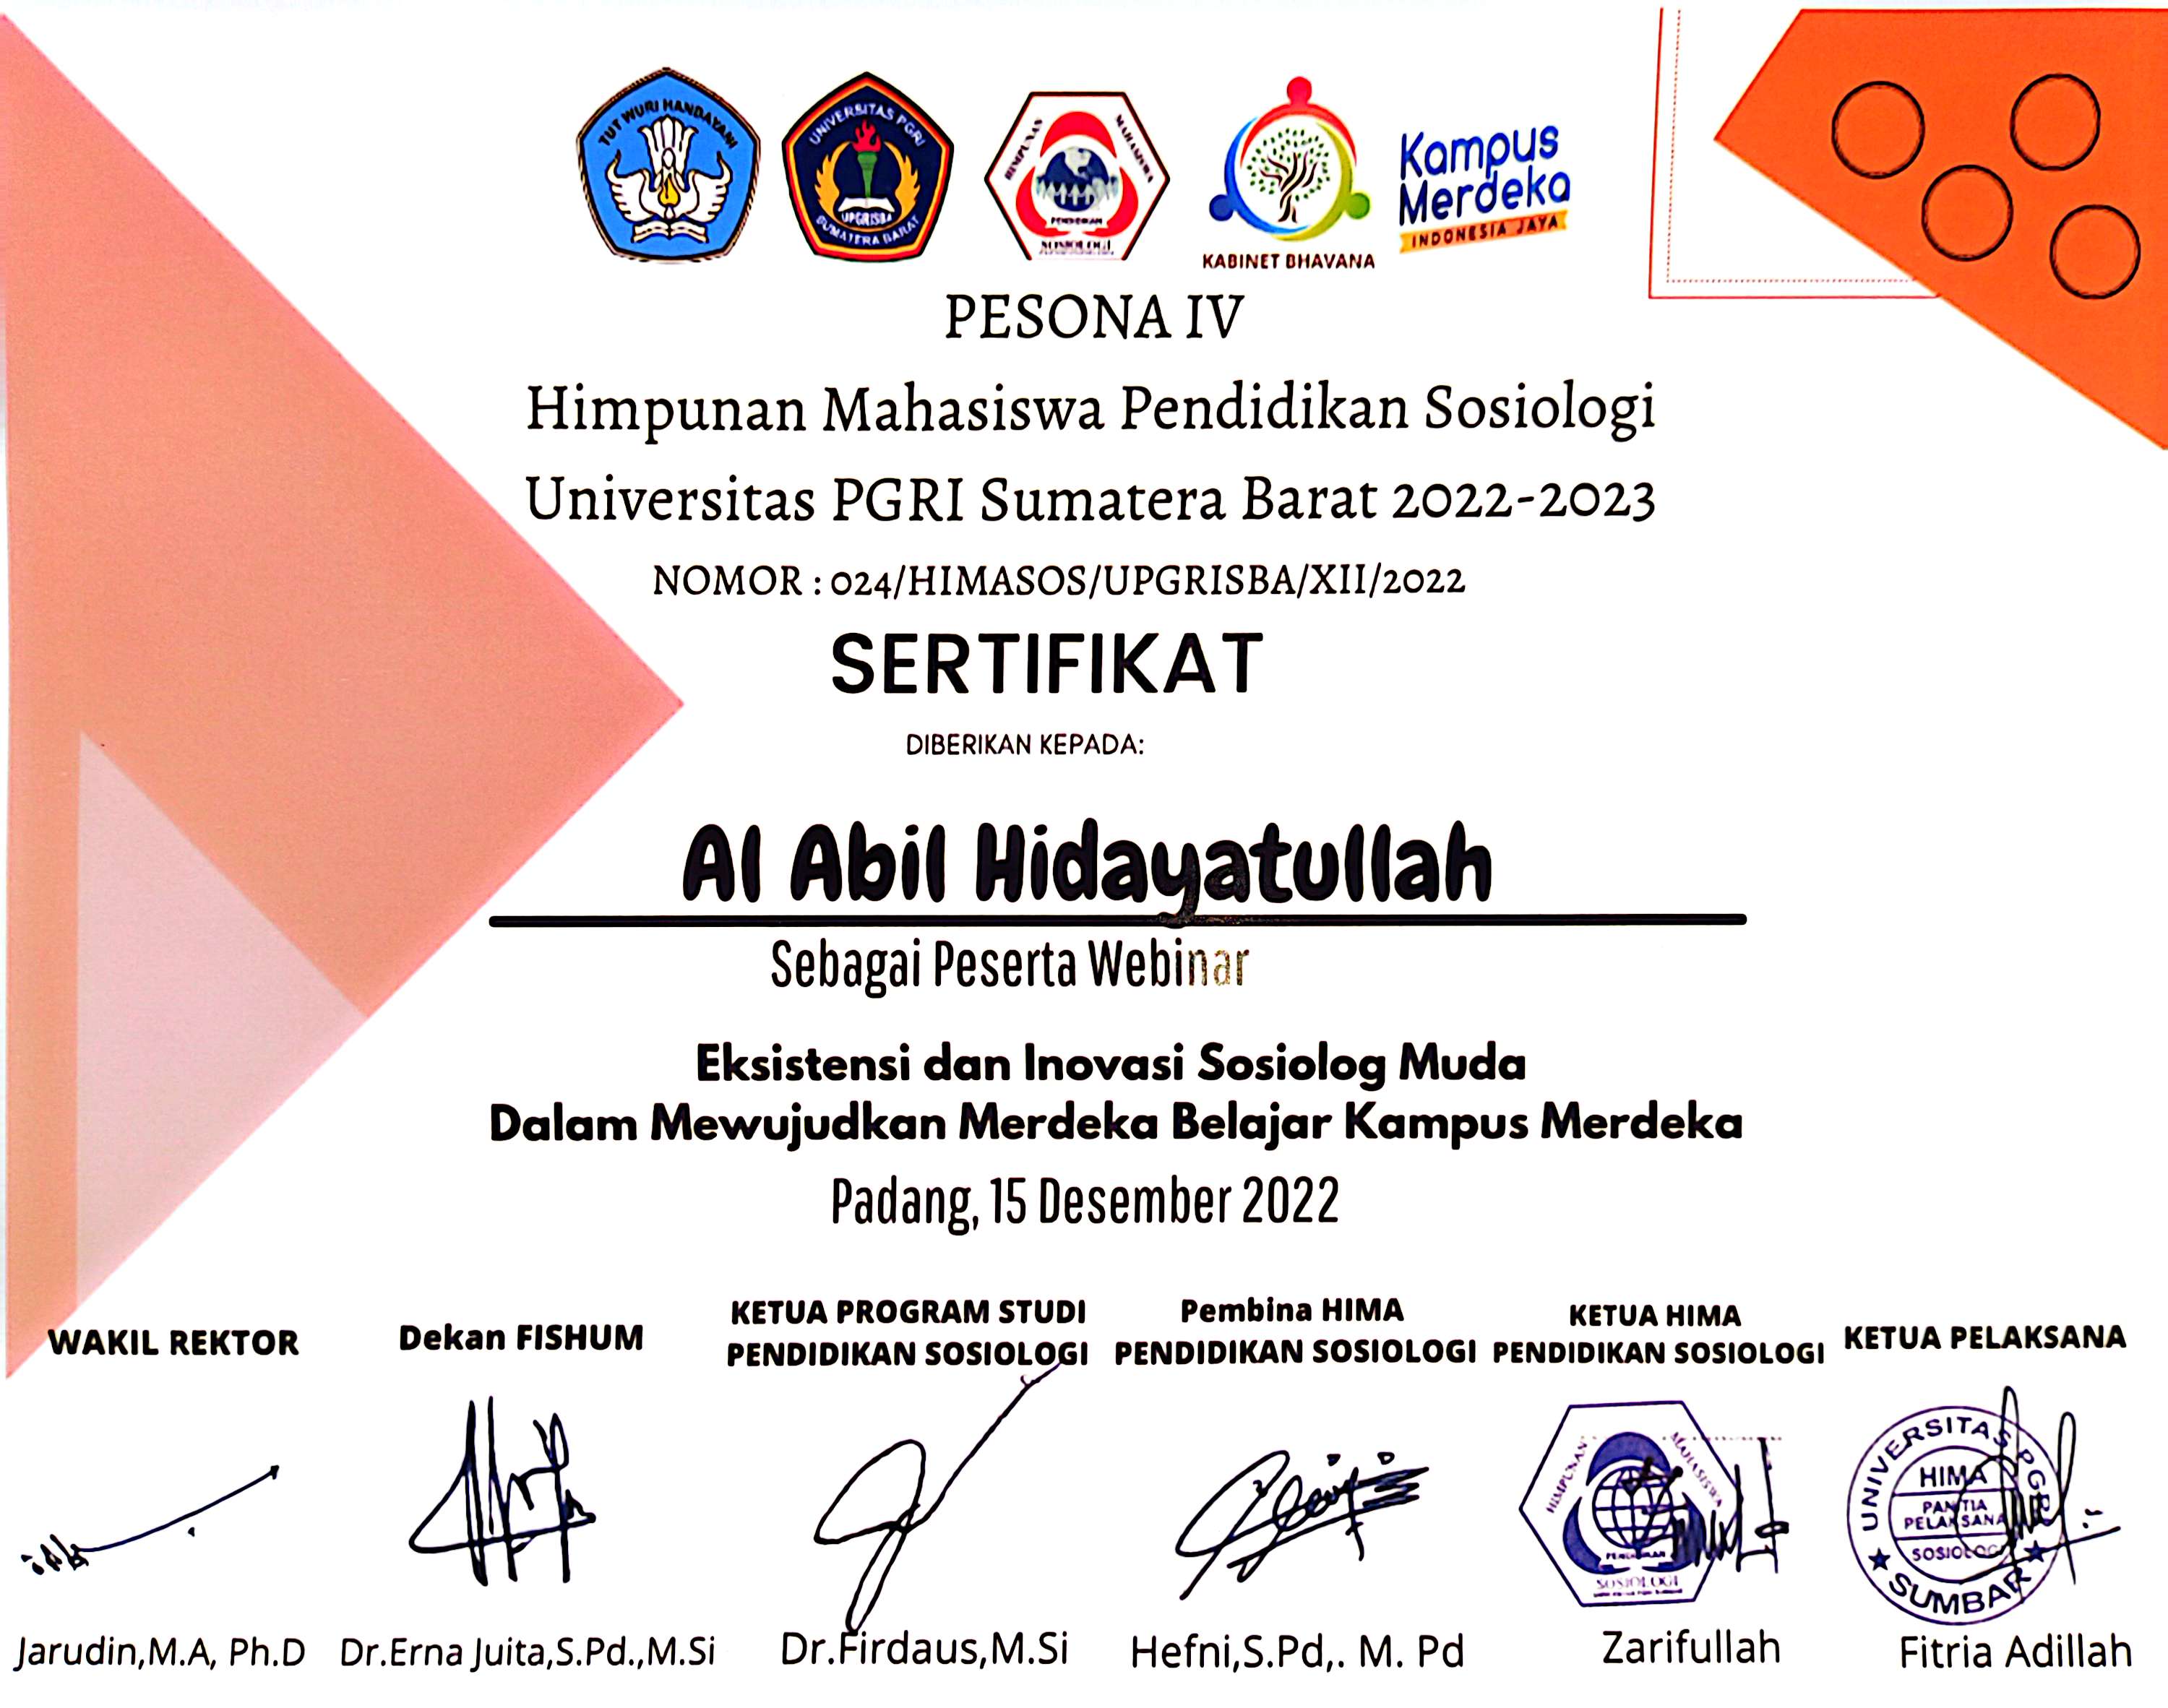 TUT WURI HANDAYANI
UNIVERSITAS PGRI
UPGRISBA
SUMATERA BARAT
HIMPUNAN MAHASISWA
PENDIDIKAN
SOSIOLOGI
KABINET BHAVANA
Kampus
Merdeka
INDONESIA JAYA
PESONA IV
Himpunan Mahasiswa Pendidikan Sosiologi
Universitas PGRI Sumatera Barat 2022-2023
NOMOR : 024/HIMASOS/UPGRISBA/XII/2022
SERTIFIKAT
DIBERIKAN KEPADA:
Al Abil Hidayatullah
Sebagai Peserta Webinar
Eksistensi dan Inovasi Sosiolog Muda
Dalam Mewujudkan Merdeka Belajar Kampus Merdeka
Padang, 15 Desember 2022
WAKIL REKTOR
Jarudin,M.A, Ph.D
Dekan FISHUM
Dr.Erna Juita,S.Pd.,M.Si
KETUA PROGRAM STUDI
PENDIDIKAN SOSIOLOGI
Dr.Firdaus,M.Si
Pembina HIMA
PENDIDIKAN SOSIOLOGI
Hefni,S.Pd,. M. Pd
KETUA HIMA
PENDIDIKAN SOSIOLOGI
HIMPUNAN MAHASISWA
PENDIDIKAN
SOSIOLOGI
Zarifullah
KETUA PELAKSANA
UNIVERSITAS PGRI
HIMA
PANITIA
PELAKSANA
SOSIOLOGI
SUMBAR
Fitria Adillah